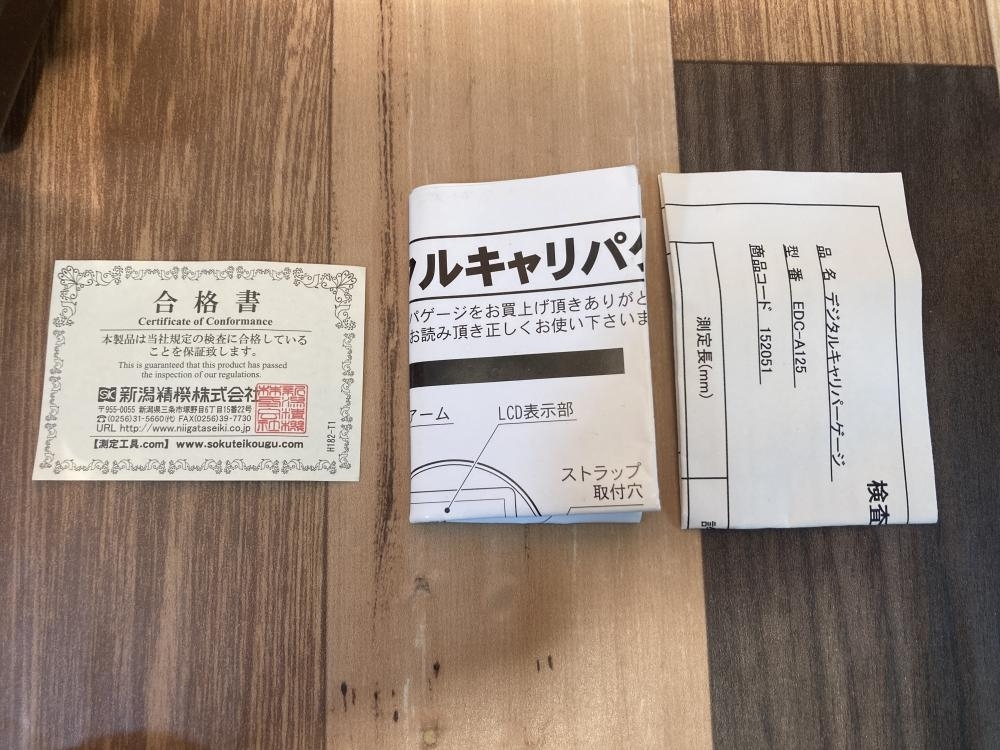 合格書
Certificate of Conformance
本製品は当社規定の検査に合格している
ことを保証致します。
This is guaranteed that this product has passed
the inspection of our regulations.
SK 新潟精機株式会社
〒955-0055 新潟県三条市塚野目6丁目15番22号
☎(0256)31-5660㈹ FAX(0256)39-7730
URL http://www.niigataseiki.co.jp
【測定工具.com】 www.sokuteikougu.com
H182-T1
ルキャリパ
パゲージをお買上げ頂きありがと
お読み頂き正しくお使い下さいま
アーム
LCD表示部
ストラップ
取付穴
品 名 デジタルキャリパーゲージ
型 番 EDC-A125
商品コード 152051
測定長(mm)
検査